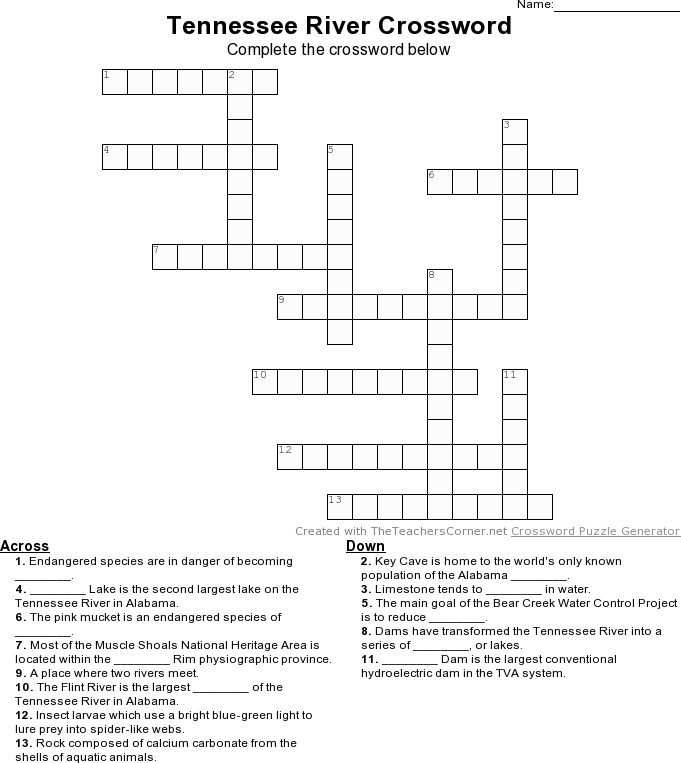 Name:____________________
Tennessee River Crossword
Complete the crossword below
1 2
3
4 5
6
7
8
9
10 11
12
13
Created with TheTeachersCorner.net Crossword Puzzle Generator
Across
1. Endangered species are in danger of becoming
________.
4. ________ Lake is the second largest lake on the
Tennessee River in Alabama.
6. The pink mucket is an endangered species of
________.
7. Most of the Muscle Shoals National Heritage Area is
located within the ________ Rim physiographic province.
9. A place where two rivers meet.
10. The Flint River is the largest ________ of the
Tennessee River in Alabama.
12. Insect larvae which use a bright blue-green light to
lure prey into spider-like webs.
13. Rock composed of calcium carbonate from the
shells of aquatic animals.
Down
2. Key Cave is home to the world's only known
population of the Alabama ________.
3. Limestone tends to ________ in water.
5. The main goal of the Bear Creek Water Control Project
is to reduce ________.
8. Dams have transformed the Tennessee River into a
series of ________, or lakes.
11. ________ Dam is the largest conventional
hydroelectric dam in the TVA system.